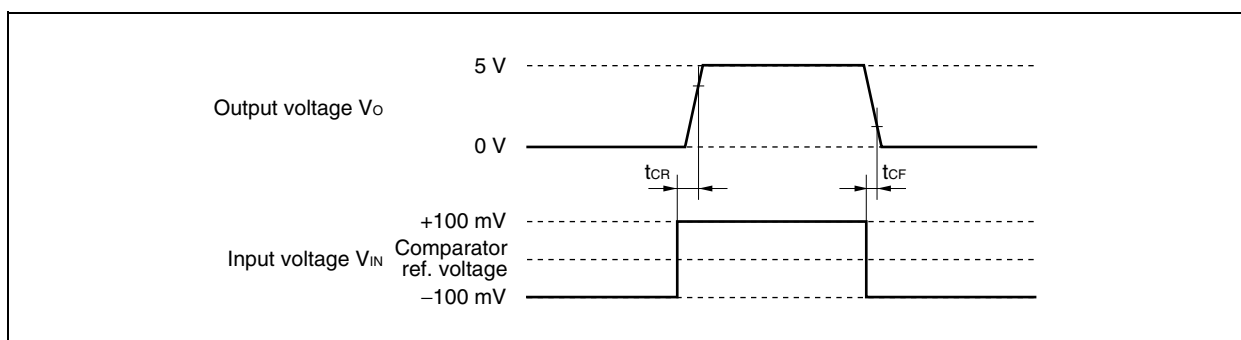 5 V
Output voltage VO
0 V
tCR
tCF
+100 mV
Input voltage VIN
Comparator
ref. voltage
−100 mV